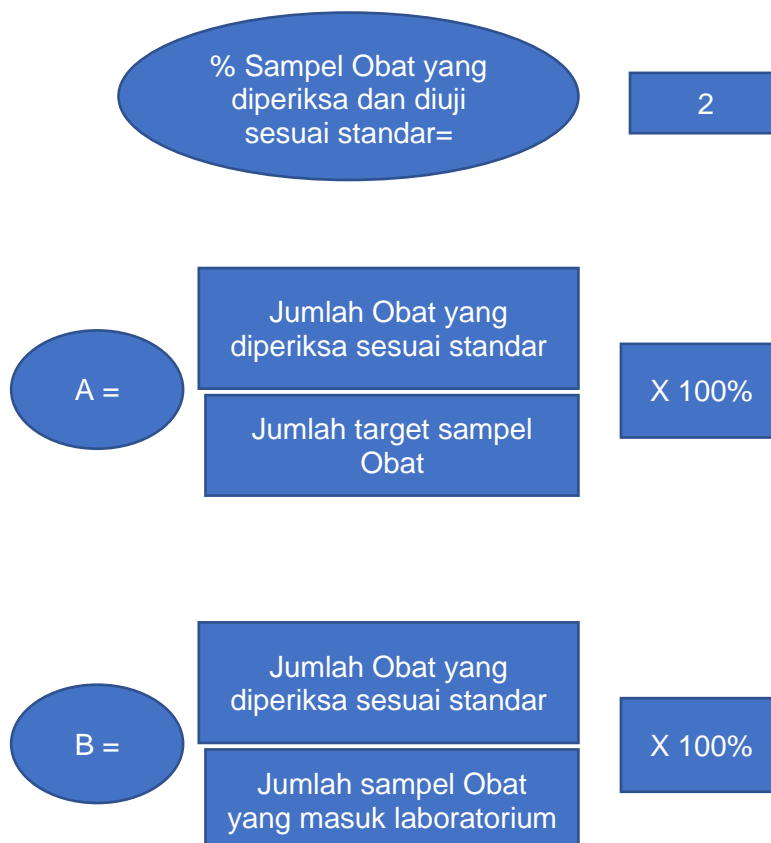 % Sampel Obat yang
diperiksa dan diuji
sesuai standar=
2
Jumlah Obat yang
diperiksa sesuai standar
A =
X 100%
Jumlah target sampel
Obat
Jumlah Obat yang
diperiksa sesuai standar
B =
X 100%
Jumlah sampel Obat
yang masuk laboratorium